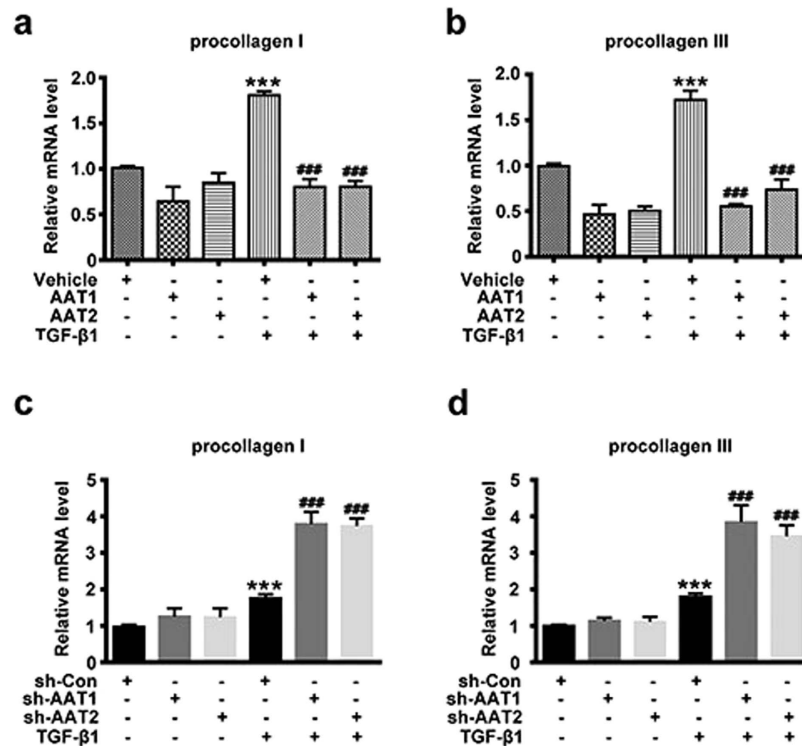 a
procollagen I
Relative mRNA level
2.0
1.5
1.0
0.5
0
***
###
###
Vehicle + - - + - -
AAT1 - + - - + -
AAT2 - - + - - +
TGF-β1 - - - + + +
b
procollagen III
Relative mRNA level
2.0
1.5
1.0
0.5
0
***
###
###
Vehicle + - - + - -
AAT1 - + - - + -
AAT2 - - + - - +
TGF-β1 - - - + + +
c
procollagen I
Relative mRNA level
5
4
3
2
1
0
***
###
###
sh-Con + - - + - -
sh-AAT1 - + - - + -
sh-AAT2 - - + - - +
TGF-β1 - - - + + +
d
procollagen III
Relative mRNA level
5
4
3
2
1
0
***
###
###
sh-Con + - - + - -
sh-AAT1 - + - - + -
sh-AAT2 - - + - - +
TGF-β1 - - - + + +